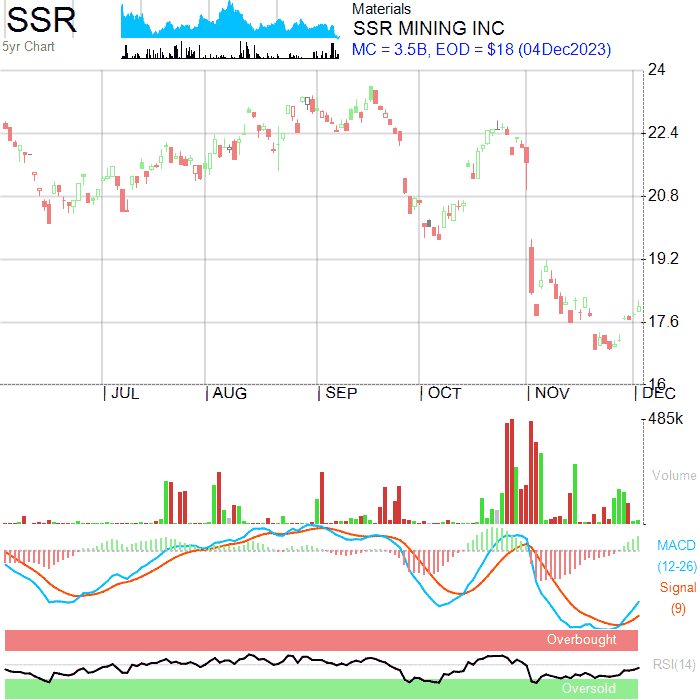 SSR
5yr Chart
Materials
SSR MINING INC
MC = 3.5B, EOD = $18 (04Dec2023)
24
22.4
20.8
19.2
17.6
16
JUL AUG SEP OCT NOV DEC
485k
Volume
MACD
(12-26)
Signal
(9)
Overbought
RSI(14)
Oversold